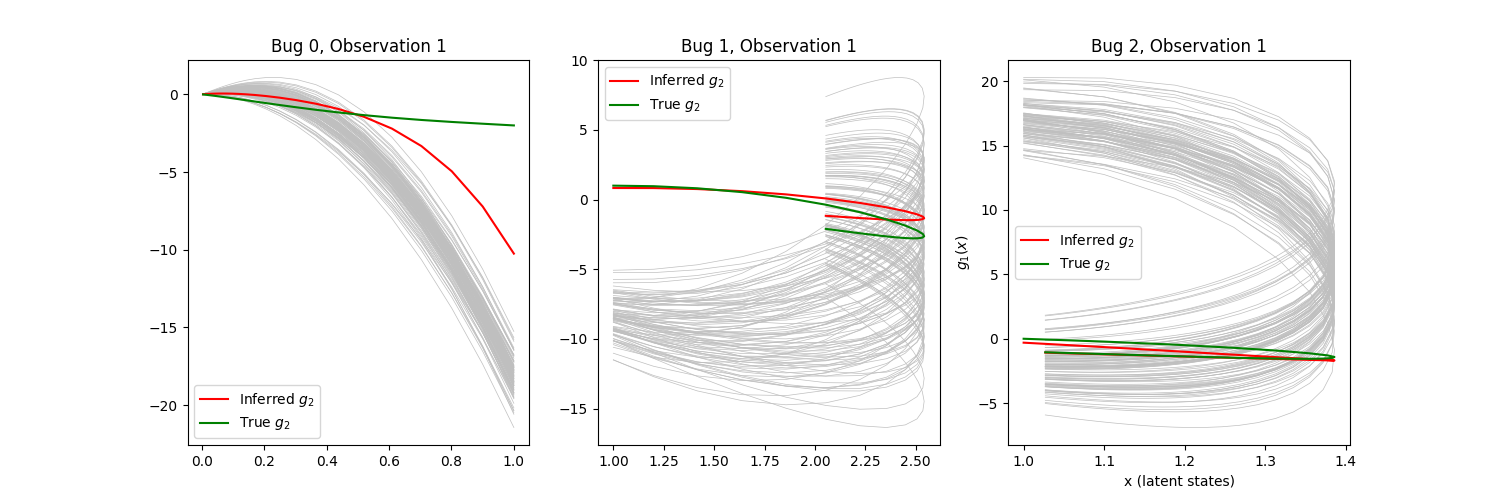 Bug 0, Observation 1
0
−5
−10
−15
−20
Inferred g₂
True g₂
0.0 0.2 0.4 0.6 0.8 1.0
Bug 1, Observation 1
10
5
0
−5
−10
−15
Inferred g₂
True g₂
1.00 1.25 1.50 1.75 2.00 2.25 2.50
Bug 2, Observation 1
20
15
10
5
0
−5
g₁(x)
Inferred g₂
True g₂
1.0 1.1 1.2 1.3 1.4
x (latent states)